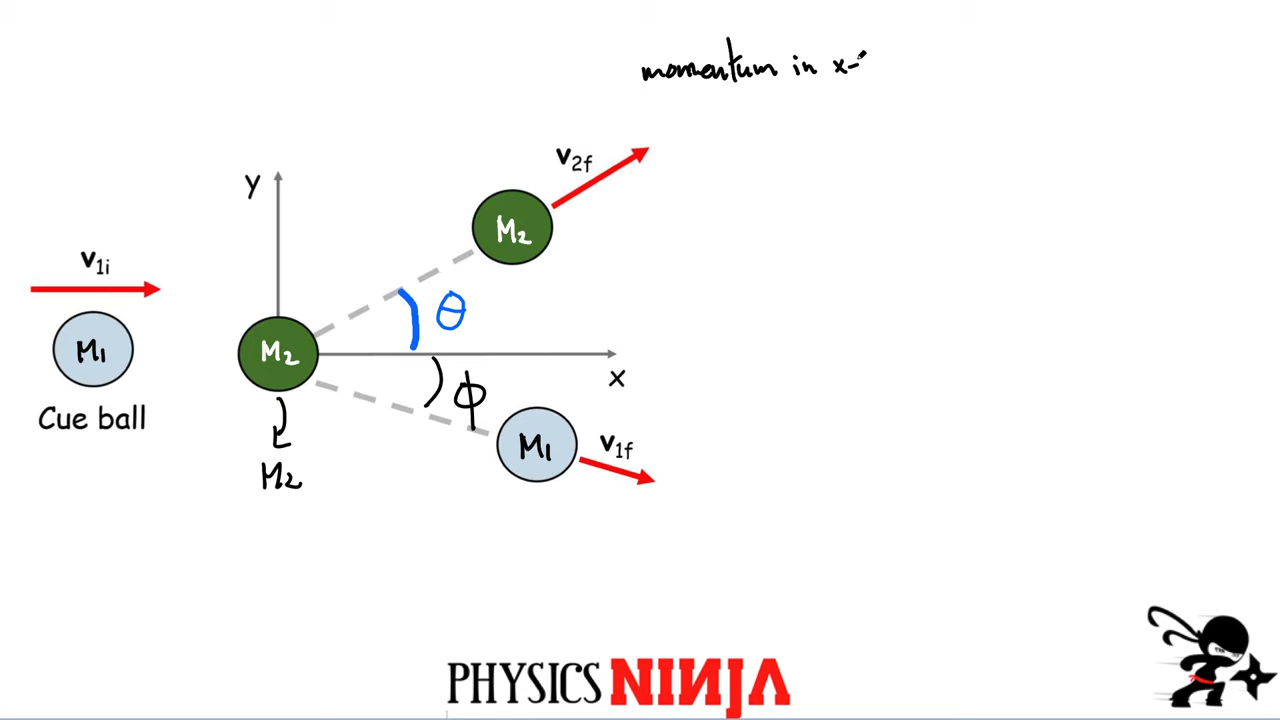 momentum in x-
v2f
y
M2
θ
v1i
M1
M2
x
Cue ball
ϕ
M1
v1f
M2
PHYSICS NINJA